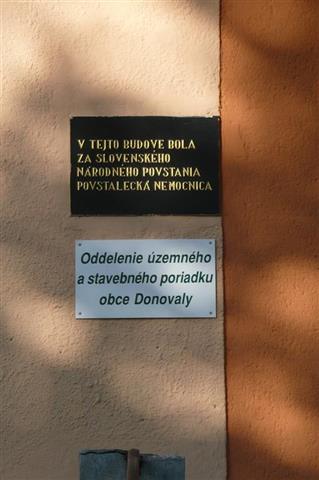 V TEJTO BUDOVE BOLA
ZA SLOVENSKÉHO
NÁRODNÉHO POVSTANIA
POVSTALECKÁ NEMOCNICA
Oddelenie územného
a stavebného poriadku
obce Donovaly